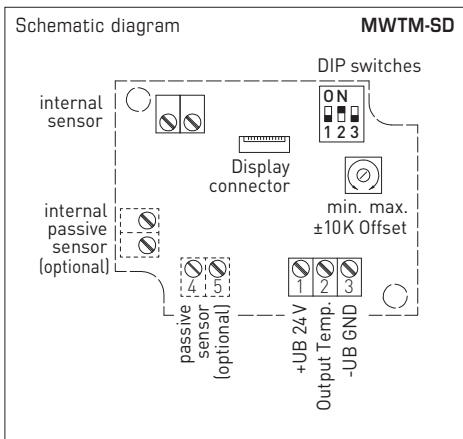 Schematic diagram MWTM-SD
DIP switches
ON
1 2 3
internal
sensor
Display
connector
min. max.
±10K Offset
internal
passive
sensor
(optional)
4 5
1 2 3
passive
sensor
(optional)
+UB 24V
Output Temp.
-UB GND